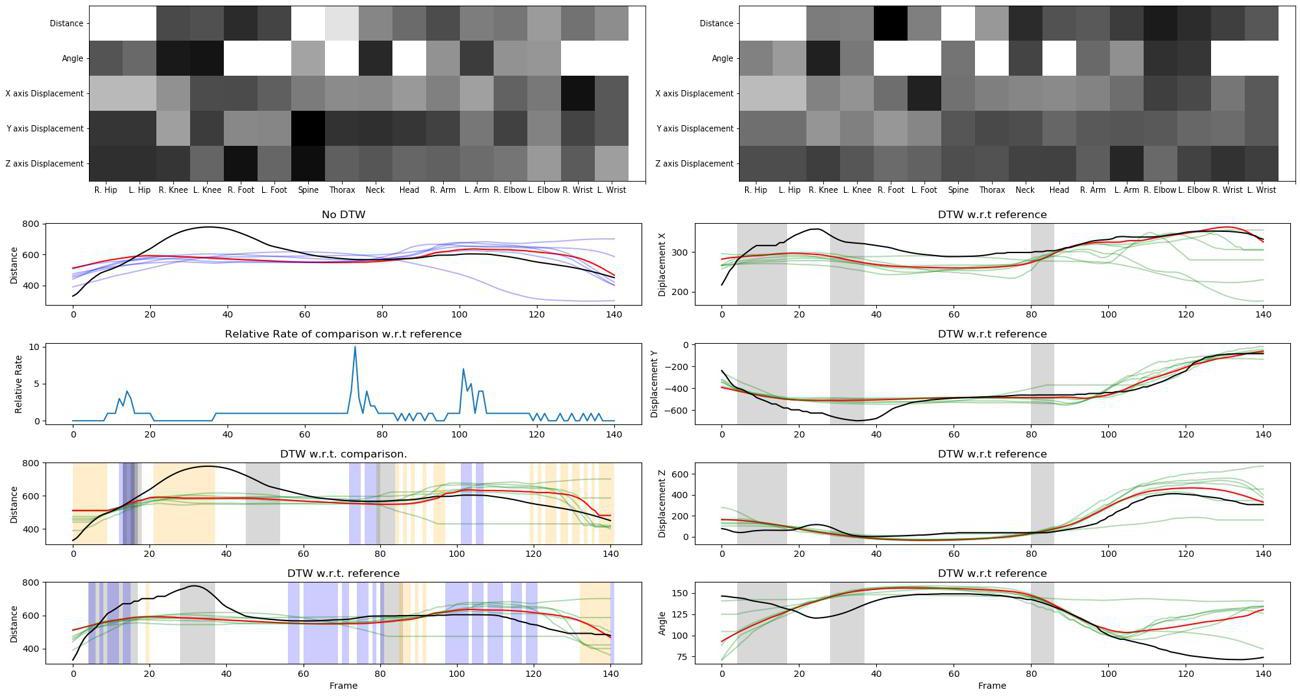 Distance
Angle
X axis Displacement
Y axis Displacement
Z axis Displacement
R. Hip L. Hip R. Knee L. Knee R. Foot L. Foot Spine Thorax Neck Head R. Arm L. Arm R. Elbow L. Elbow R. Wrist L. Wrist
Distance
Angle
X axis Displacement
Y axis Displacement
Z axis Displacement
R. Hip L. Hip R. Knee L. Knee R. Foot L. Foot Spine Thorax Neck Head R. Arm L. Arm R. Elbow L. Elbow R. Wrist L. Wrist
No DTW
Distance
800
600
400
0 20 40 60 80 100 120 140
Relative Rate of comparison w.r.t reference
Relative Rate
10
5
0
0 20 40 60 80 100 120 140
DTW w.r.t. comparison.
Distance
800
600
400
0 20 40 60 80 100 120 140
DTW w.r.t. reference
Distance
800
600
400
0 20 40 60 80 100 120 140
Frame
DTW w.r.t reference
Diplacement X
300
200
0 20 40 60 80 100 120 140
DTW w.r.t reference
Displacement Y
0
−200
−400
−600
0 20 40 60 80 100 120 140
DTW w.r.t reference
Displacement Z
600
400
200
0
0 20 40 60 80 100 120 140
DTW w.r.t reference
Angle
150
125
100
75
0 20 40 60 80 100 120 140
Frame